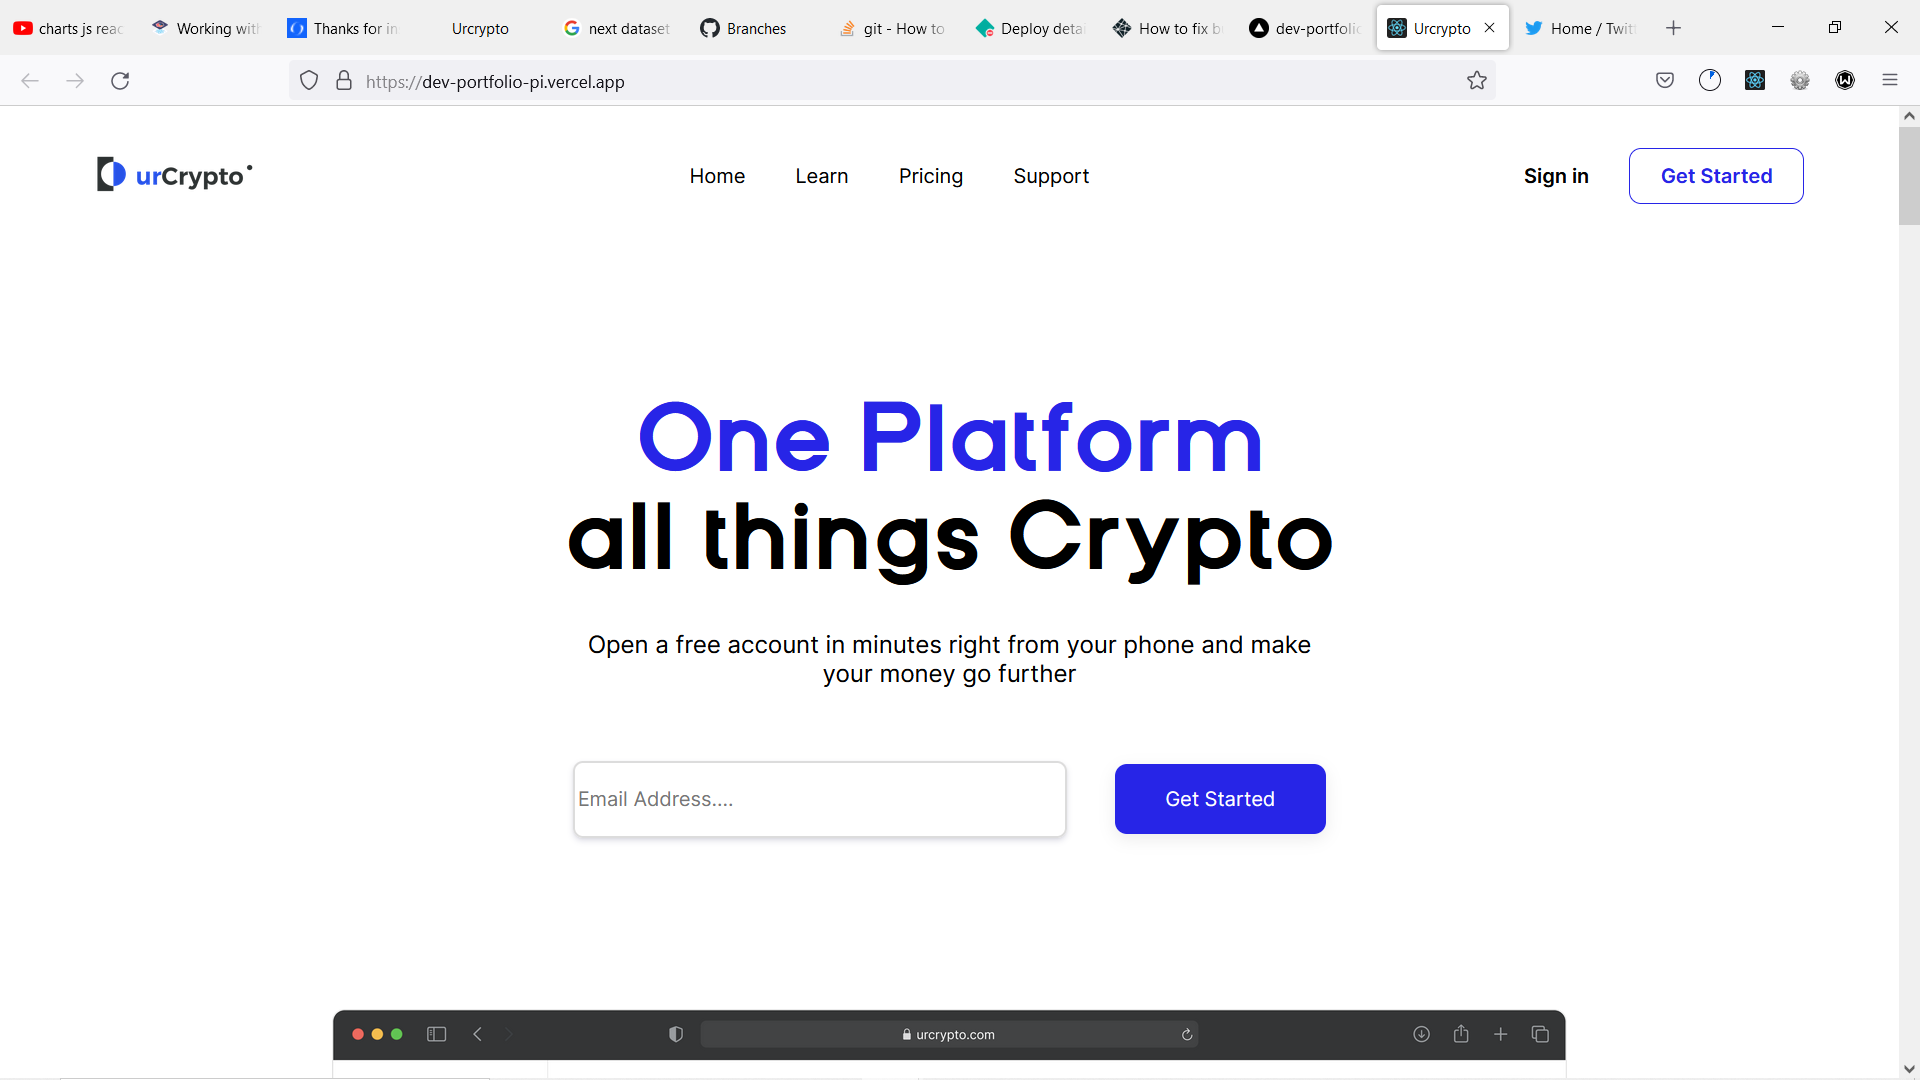 charts js reac
Working with
Thanks for in
Urcrypto
next dataset
Branches
git - How to
Deploy detai
How to fix b
dev-portfolio
Urcrypto
Home / Twitt
https://dev-portfolio-pi.vercel.app
urCrypto
Home
Learn
Pricing
Support
Sign in
Get Started
One Platform
all things Crypto
Open a free account in minutes right from your phone and make
your money go further
Email Address....
Get Started
urcrypto.com